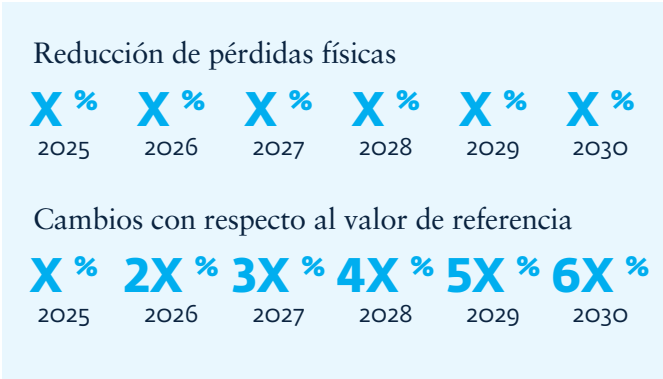 Reducción de pérdidas físicas
X % X % X % X % X % X %
2025 2026 2027 2028 2029 2030
Cambios con respecto al valor de referencia
X % 2X % 3X % 4X % 5X % 6X %
2025 2026 2027 2028 2029 2030